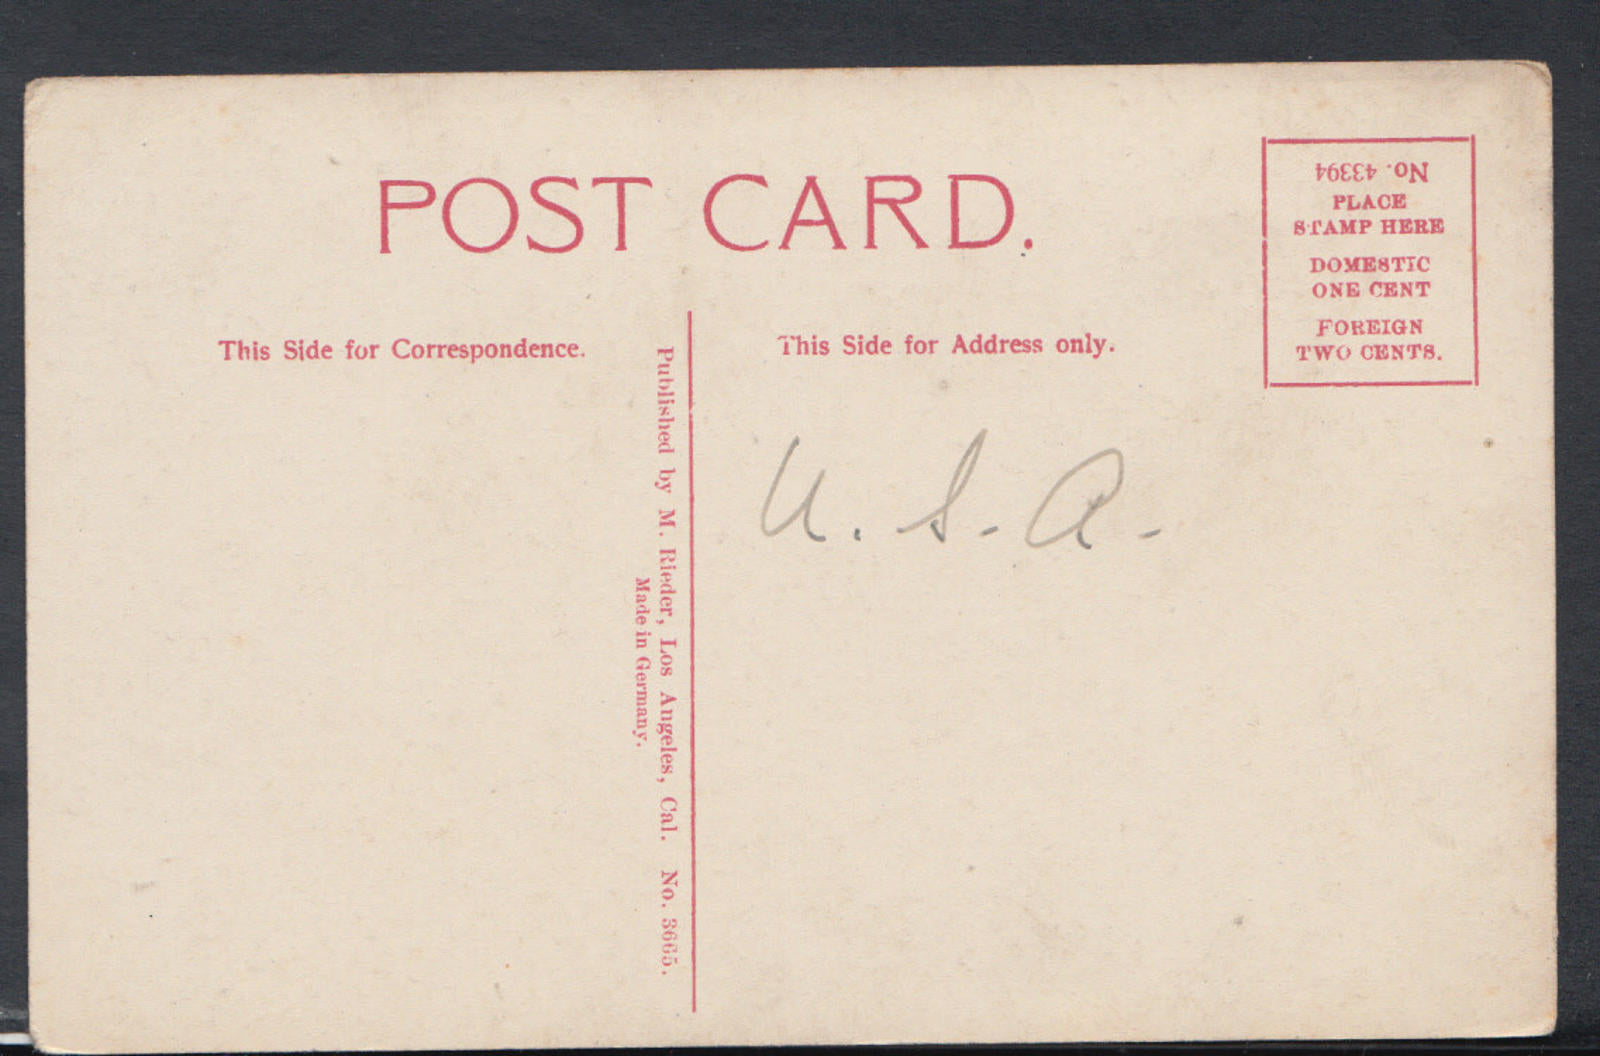 POST CARD.
This Side for Correspondence.
Published by M. Rieder, Los Angeles, Cal. No. 3665.
Made in Germany.
This Side for Address only.
U. S. A.
No. 43394
PLACE
STAMP HERE
DOMESTIC
ONE CENT
FOREIGN
TWO CENTS.